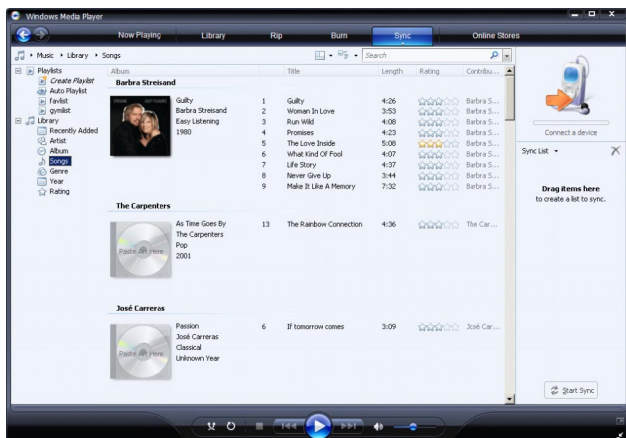 Windows Media Player
Now Playing Library Rip Burn Sync Online Stores
Music Library Songs
Search
Playlists
Create Playlist
Auto Playlist
favlist
gymlist
Library
Recently Added
Artist
Album
Songs
Genre
Year
Rating
Album Title Length Rating Contribu...
Barbra Streisand
Guilty
Barbra Streisand
Easy Listening
1980
1 Guilty 4:26 Barbra S...
2 Woman In Love 3:53 Barbra S...
3 Run Wild 4:08 Barbra S...
4 Promises 4:23 Barbra S...
5 The Love Inside 5:08 Barbra S...
6 What Kind Of Fool 4:07 Barbra S...
7 Life Story 4:37 Barbra S...
8 Never Give Up 3:44 Barbra S...
9 Make It Like A Memory 7:32 Barbra S...
The Carpenters
Paste Art Here
As Time Goes By
The Carpenters
Pop
2001
13 The Rainbow Connection 4:36 The Car...
José Carreras
Paste Art Here
Passion
José Carreras
Classical
Unknown Year
6 If tomorrow comes 3:09 José Car...
Connect a device
Sync List
Drag items here
to create a list to sync.
Start Sync